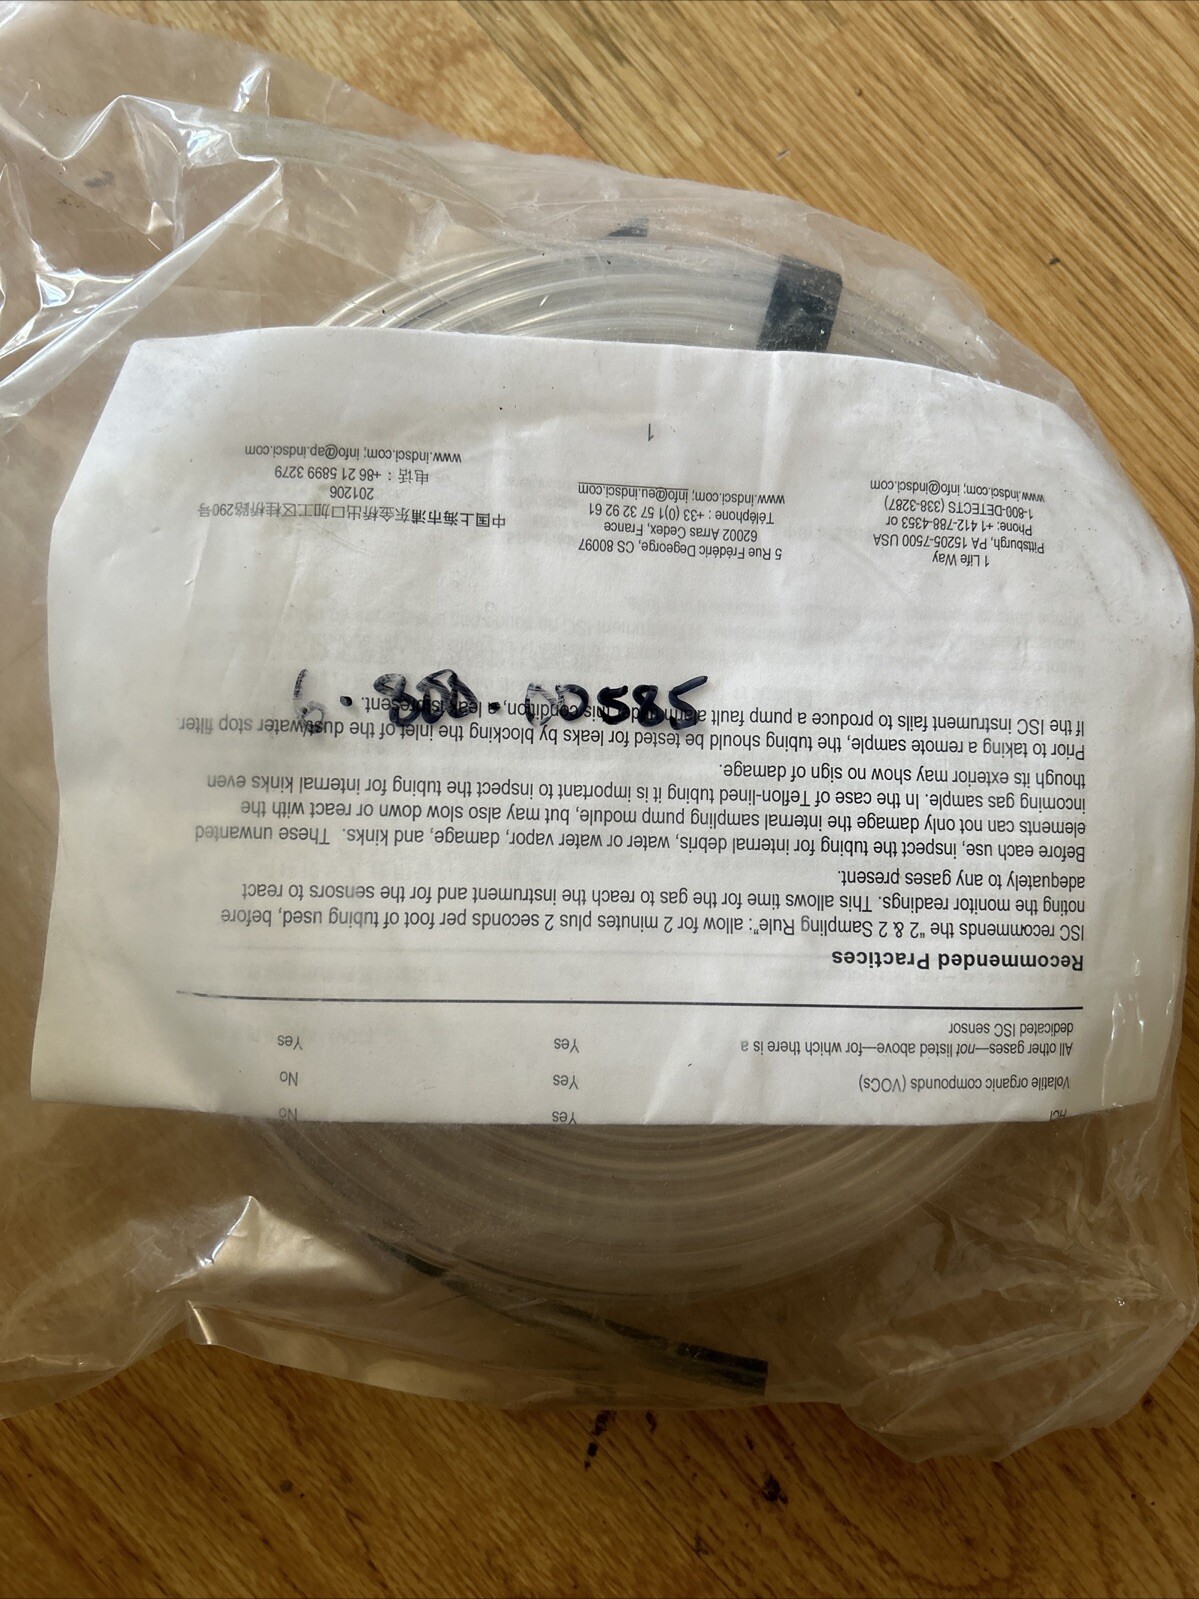 HCl Yes No
Volatile organic compounds (VOCs) Yes No
All other gases—not listed above—for which there is a Yes Yes
dedicated ISC sensor
Recommended Practices
ISC recommends the "2 & 2 Sampling Rule": allow for 2 minutes plus 2 seconds per foot of tubing used, before
noting the monitor readings. This allows time for the gas to reach the instrument and for the sensors to react
adequately to any gases present.
Before each use, inspect the tubing for internal debris, water or water vapor, damage, and kinks. These unwanted
elements can not only damage the internal sampling pump module, but may also slow down or react with the
incoming gas sample. In the case of Teflon-lined tubing it is important to inspect the tubing for internal kinks even
though its exterior may show no sign of damage.
Prior to taking a remote sample, the tubing should be tested for leaks by blocking the inlet of the dust/water stop filter.
If the ISC instrument fails to produce a pump fault alarm under this condition, a leak is present.
6-800-00585
1 Life Way
Pittsburgh, PA 15205-7500 USA
Phone: +1 412-788-4353 or
1-800-DETECTS (338-3287)
www.indsci.com; info@indsci.com
5 Rue Frédéric Degeorge, CS 80097
62002 Arras Cedex, France
Téléphone : +33 (0)1 57 32 92 61
www.indsci.com; info@eu.indsci.com
中国上海市浦东金桥出口加工区桂桥路290号
201206
电话：+86 21 5899 3279
www.indsci.com; info@ap.indsci.com
1